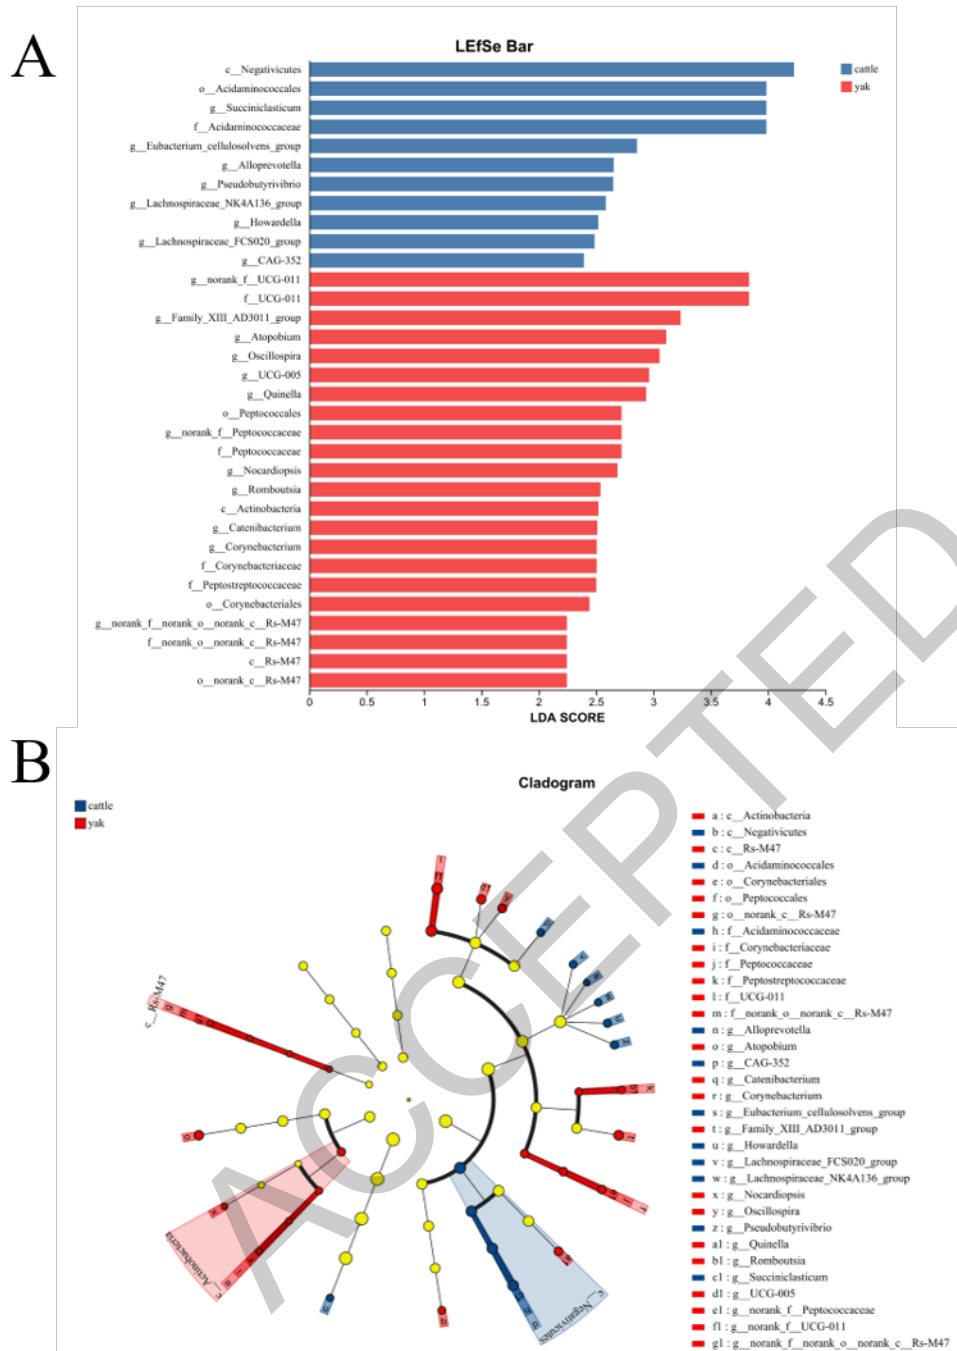 A
LEfSe Bar
cattle
yak
c__Negativicutes
o__Acidaminococcales
g__Succiniclasticum
f__Acidaminococcaceae
g__Eubacterium_cellulosolvens_group
g__Alloprevotella
g__Pseudobutyrivibrio
g__Lachnospiraceae_NK4A136_group
g__Howardella
g__Lachnospiraceae_FCS020_group
g__CAG-352
g__norank_f__UCG-011
f__UCG-011
g__Family_XIII_AD3011_group
g__Atopobium
g__Oscillospira
g__UCG-005
g__Quinella
o__Peptococcales
g__norank_f__Peptococcaceae
f__Peptococcaceae
g__Nocardiopsis
g__Romboutsia
c__Actinobacteria
g__Catenibacterium
g__Corynebacterium
f__Corynebacteriaceae
f__Peptostreptococcaceae
o__Corynebacteriales
g__norank_f__norank_o__norank_c__Rs-M47
f__norank_o__norank_c__Rs-M47
c__Rs-M47
o__norank_c__Rs-M47
0 0.5 1 1.5 2 2.5 3 3.5 4 4.5
LDA SCORE
B
Cladogram
cattle
yak
c__Rs-M47
c__Actinobacteria
c__Negativicutes
a : c__Actinobacteria
b : c__Negativicutes
c : c__Rs-M47
d : o__Acidaminococcales
e : o__Corynebacteriales
f : o__Peptococcales
g : o__norank_c__Rs-M47
h : f__Acidaminococcaceae
i : f__Corynebacteriaceae
j : f__Peptococcaceae
k : f__Peptostreptococcaceae
l : f__UCG-011
m : f__norank_o__norank_c__Rs-M47
n : g__Alloprevotella
o : g__Atopobium
p : g__CAG-352
q : g__Catenibacterium
r : g__Corynebacterium
s : g__Eubacterium_cellulosolvens_group
t : g__Family_XIII_AD3011_group
u : g__Howardella
v : g__Lachnospiraceae_FCS020_group
w : g__Lachnospiraceae_NK4A136_group
x : g__Nocardiopsis
y : g__Oscillospira
z : g__Pseudobutyrivibrio
a1 : g__Quinella
b1 : g__Romboutsia
c1 : g__Succiniclasticum
d1 : g__UCG-005
e1 : g__norank_f__Peptococcaceae
f1 : g__norank_f__UCG-011
g1 : g__norank_f__norank_o__norank_c__Rs-M47
ACCEPTED